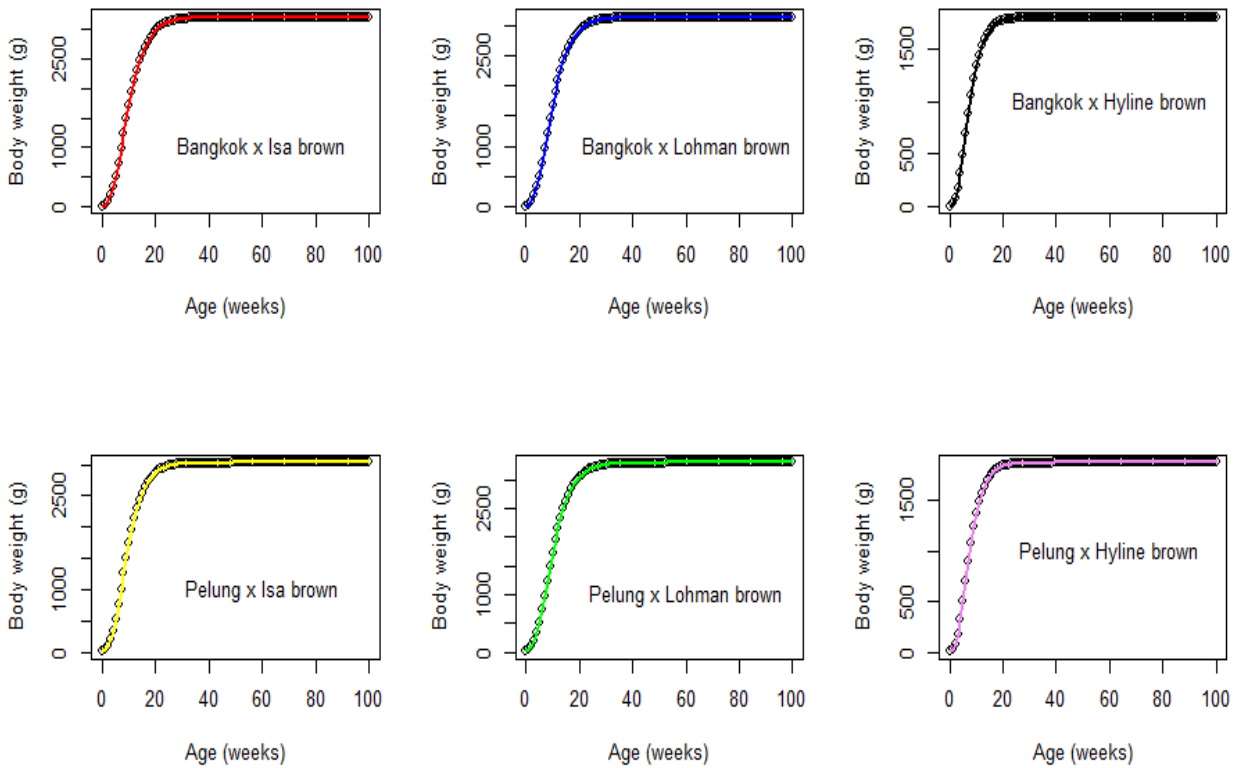 Body weight (g)
2500
1000
0
Bangkok x Isa brown
0 20 40 60 80 100
Age (weeks)
Body weight (g)
2500
1000
0
Bangkok x Lohman brown
0 20 40 60 80 100
Age (weeks)
Body weight (g)
1500
500
0
Bangkok x Hyline brown
0 20 40 60 80 100
Age (weeks)
Body weight (g)
2500
1000
0
Pelung x Isa brown
0 20 40 60 80 100
Age (weeks)
Body weight (g)
2500
1000
0
Pelung x Lohman brown
0 20 40 60 80 100
Age (weeks)
Body weight (g)
1500
500
0
Pelung x Hyline brown
0 20 40 60 80 100
Age (weeks)